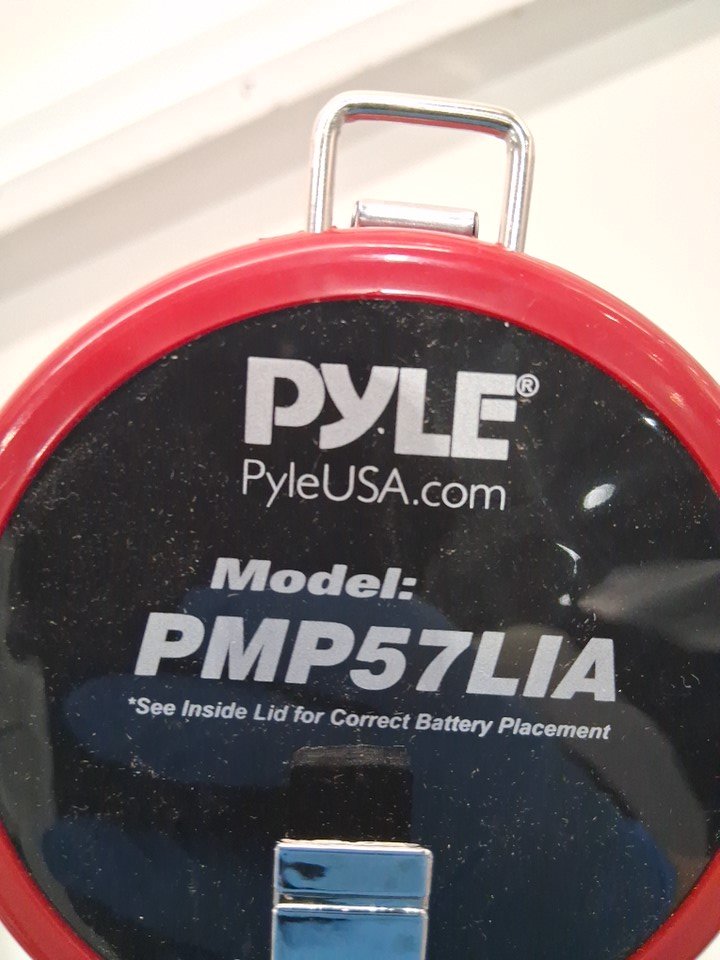 PYLE®
PyleUSA.com
Model:
PMP57LIA
*See Inside Lid for Correct Battery Placement